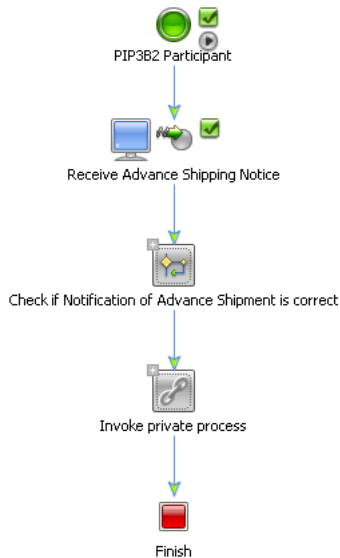 PIP3B2 Participant
Receive Advance Shipping Notice
Check if Notification of Advance Shipment is correct
Invoke private process
Finish